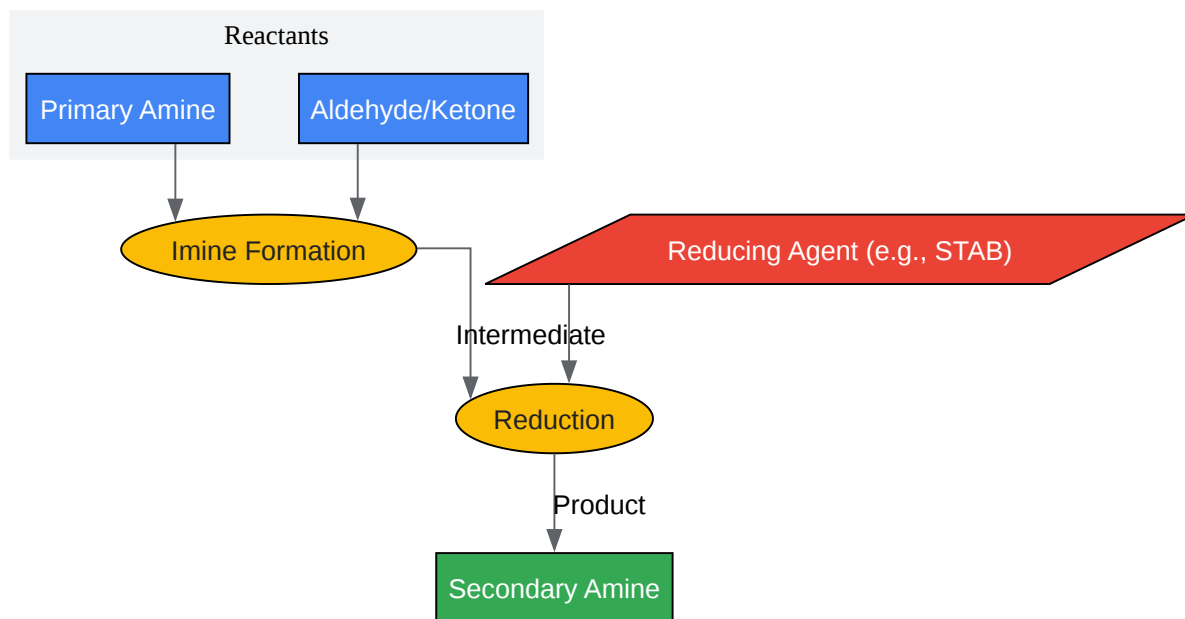 Reactants
Primary Amine
Aldehyde/Ketone
Imine Formation
Reducing Agent (e.g., STAB)
Intermediate
Reduction
Product
Secondary Amine